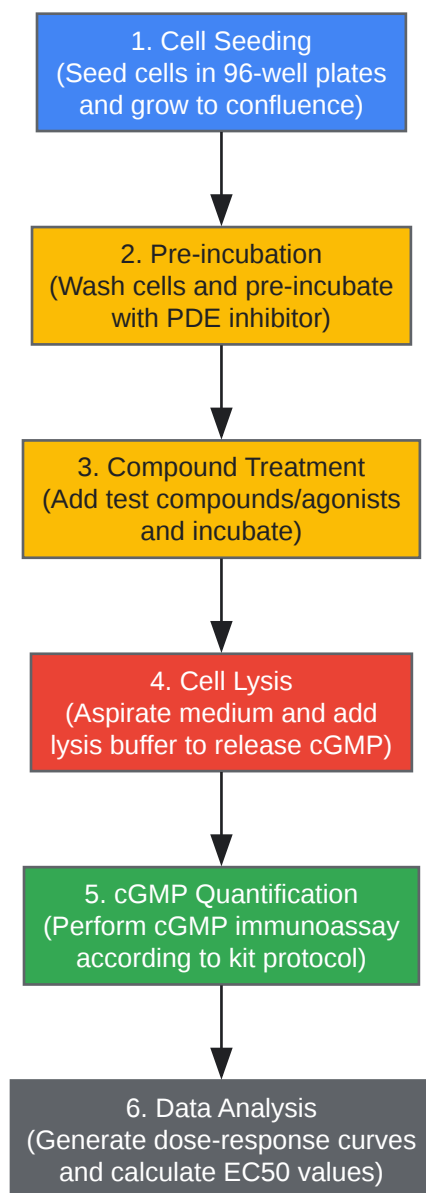 1. Cell Seeding
(Seed cells in 96-well plates
and grow to confluence)
2. Pre-incubation
(Wash cells and pre-incubate
with PDE inhibitor)
3. Compound Treatment
(Add test compounds/agonists
and incubate)
4. Cell Lysis
(Aspirate medium and add
lysis buffer to release cGMP)
5. cGMP Quantification
(Perform cGMP immunoassay
according to kit protocol)
6. Data Analysis
(Generate dose-response curves
and calculate EC50 values)